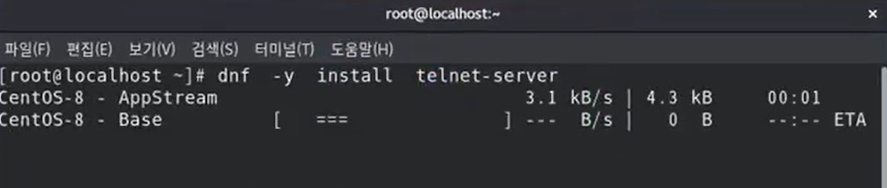 root@localhost:~ ×
파일(F) 편집(E) 보기(V) 검색(S) 터미널(T) 도움말(H)
[root@localhost ~]# dnf -y install telnet-server
CentOS-8 - AppStream 3.1 kB/s | 4.3 kB 00:01
CentOS-8 - Base [ === ] --- B/s | 0 B --:-- ETA